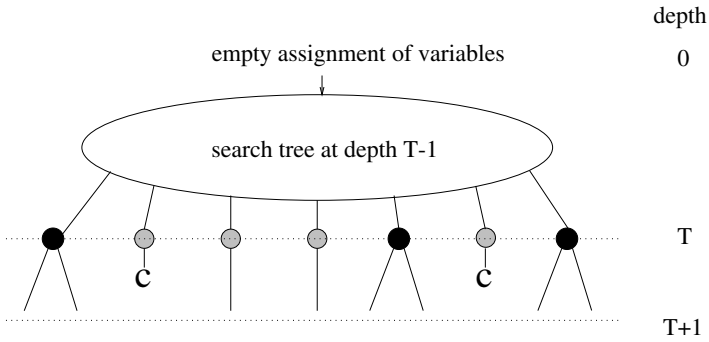 depth
empty assignment of variables
0
search tree at depth T-1
T
C
C
T+1